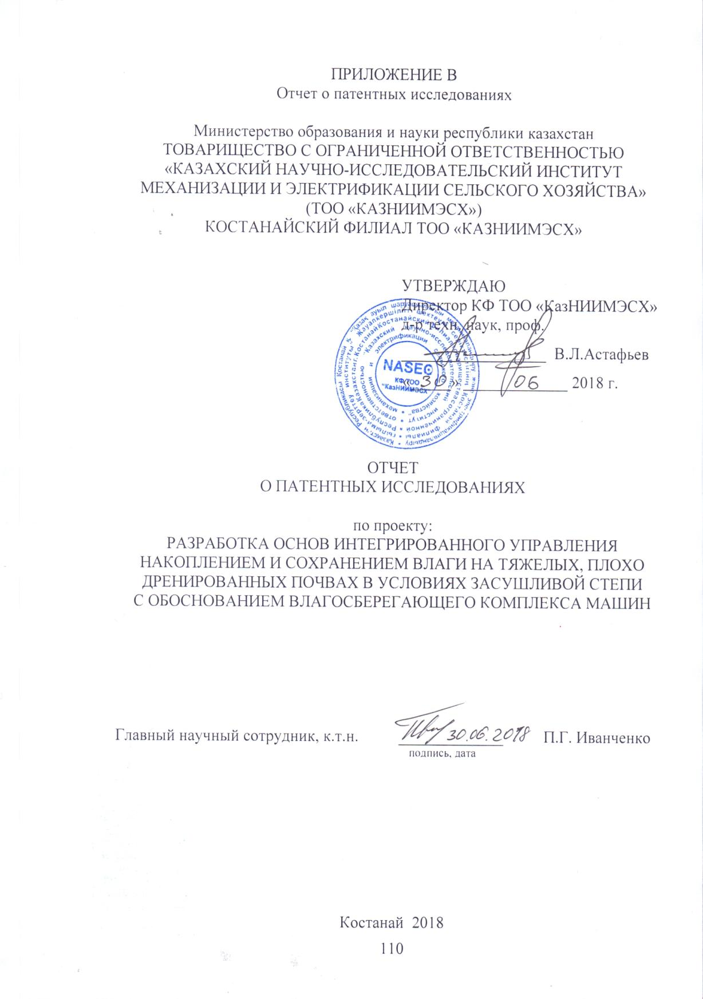 ПРИЛОЖЕНИЕ В
Отчет о патентных исследованиях
Министерство образования и науки республики казахстан
ТОВАРИЩЕСТВО С ОГРАНИЧЕННОЙ ОТВЕТСТВЕННОСТЬЮ
«КАЗАХСКИЙ НАУЧНО-ИССЛЕДОВАТЕЛЬСКИЙ ИНСТИТУТ
МЕХАНИЗАЦИИ И ЭЛЕКТРИФИКАЦИИ СЕЛЬСКОГО ХОЗЯЙСТВА»
(ТОО «КАЗНИИМЭСХ»)
КОСТАНАЙСКИЙ ФИЛИАЛ ТОО «КАЗНИИМЭСХ»
УТВЕРЖДАЮ
Директор КФ ТОО «КазНИИМЭСХ»
д-р техн. наук, проф.
В.Л.Астафьев
«30» 06 2018 г.
NASEC
КФ ТОО
"КазНИИМЭСХ"
ОТЧЕТ
О ПАТЕНТНЫХ ИССЛЕДОВАНИЯХ
по проекту:
РАЗРАБОТКА ОСНОВ ИНТЕГРИРОВАННОГО УПРАВЛЕНИЯ
НАКОПЛЕНИЕМ И СОХРАНЕНИЕМ ВЛАГИ НА ТЯЖЕЛЫХ, ПЛОХО
ДРЕНИРОВАННЫХ ПОЧВАХ В УСЛОВИЯХ ЗАСУШЛИВОЙ СТЕПИ
С ОБОСНОВАНИЕМ ВЛАГОСБЕРЕГАЮЩЕГО КОМПЛЕКСА МАШИН
Главный научный сотрудник, к.т.н. 30.06.2018 П.Г. Иванченко
подпись, дата
Костанай 2018
110